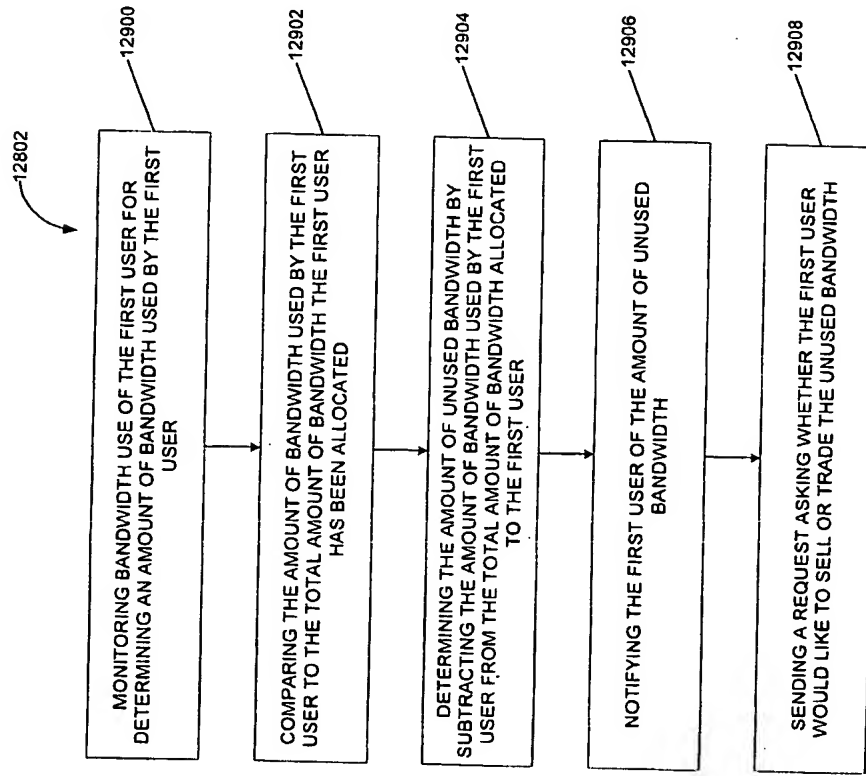 12802
MONITORING BANDWIDTH USE OF THE FIRST USER FOR
DETERMINING AN AMOUNT OF BANDWIDTH USED BY THE FIRST
USER
12900
COMPARING THE AMOUNT OF BANDWIDTH USED BY THE FIRST
USER TO THE TOTAL AMOUNT OF BANDWIDTH THE FIRST USER
HAS BEEN ALLOCATED
12902
DETERMINING THE AMOUNT OF UNUSED BANDWIDTH BY
SUBTRACTING THE AMOUNT OF BANDWIDTH USED BY THE FIRST
USER FROM THE TOTAL AMOUNT OF BANDWIDTH ALLOCATED
TO THE FIRST USER
12904
NOTIFYING THE FIRST USER OF THE AMOUNT OF UNUSED
BANDWIDTH
12906
SENDING A REQUEST ASKING WHETHER THE FIRST USER
WOULD LIKE TO SELL OR TRADE THE UNUSED BANDWIDTH
12908